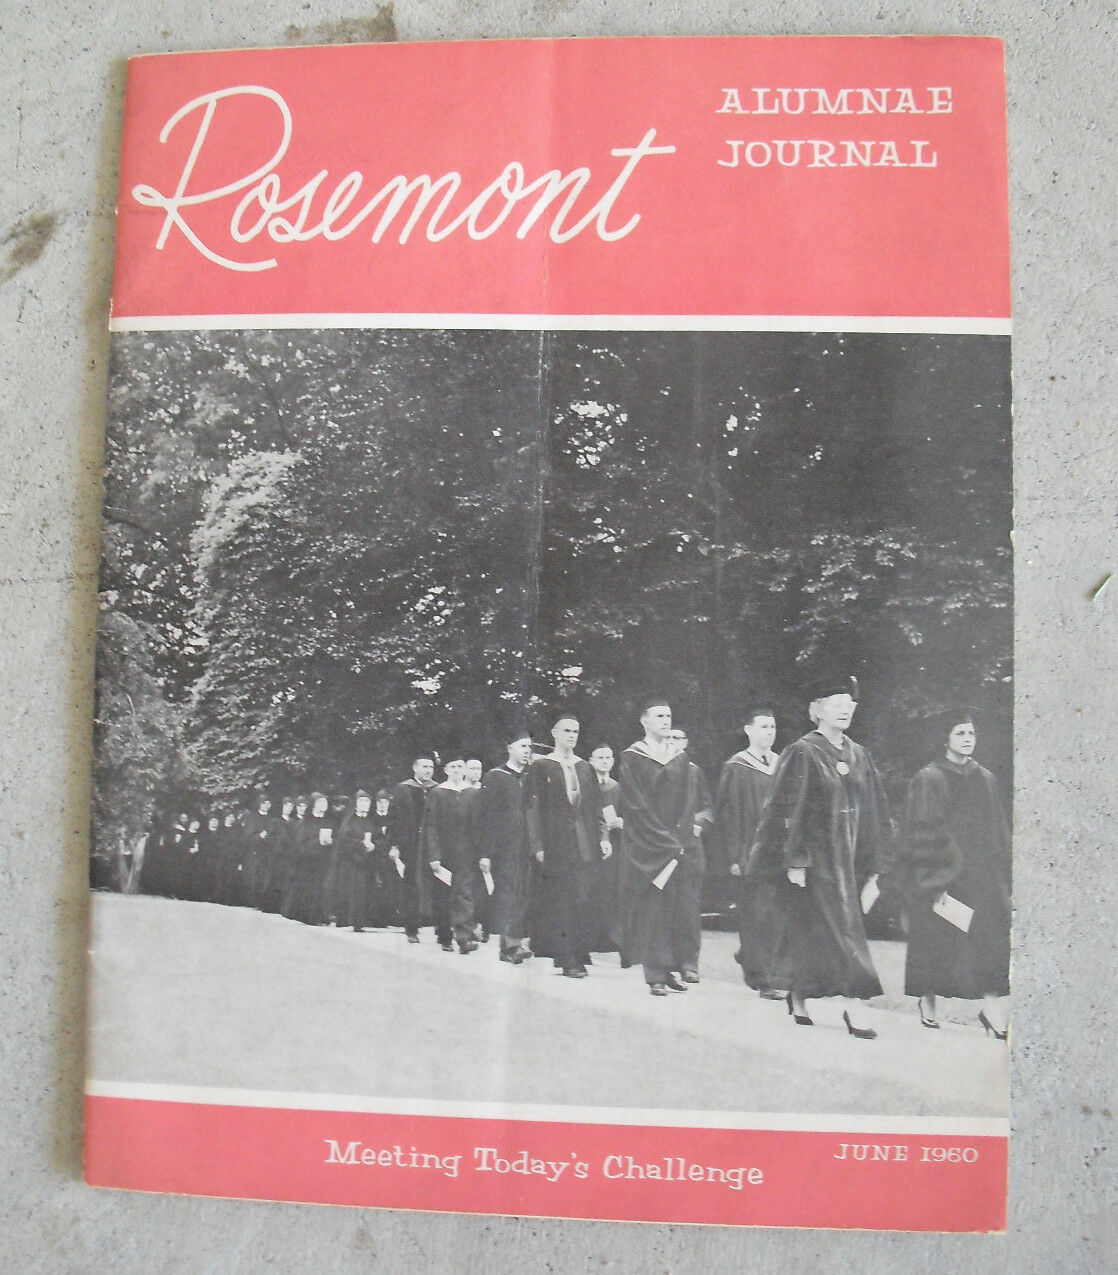 Rosemont
ALUMNAE
JOURNAL
Meeting Today's Challenge
JUNE 1960